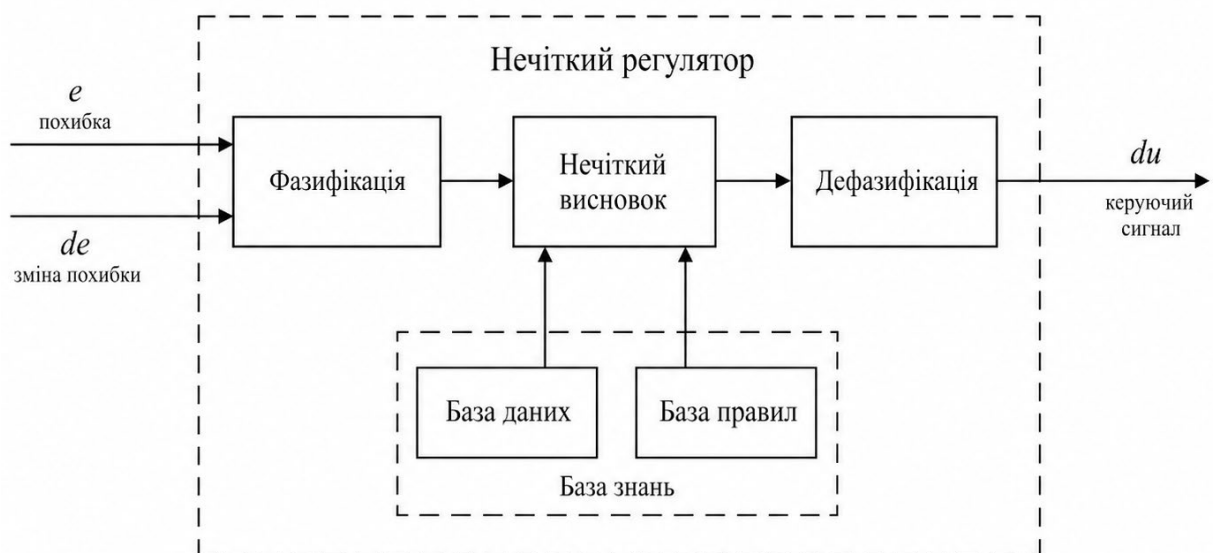 Нечіткий регулятор
e
похибка
de
зміна похибки
Фазифікація
Нечіткий
висновок
Дефазифікація
du
керуючий
сигнал
База даних
База правил
База знань